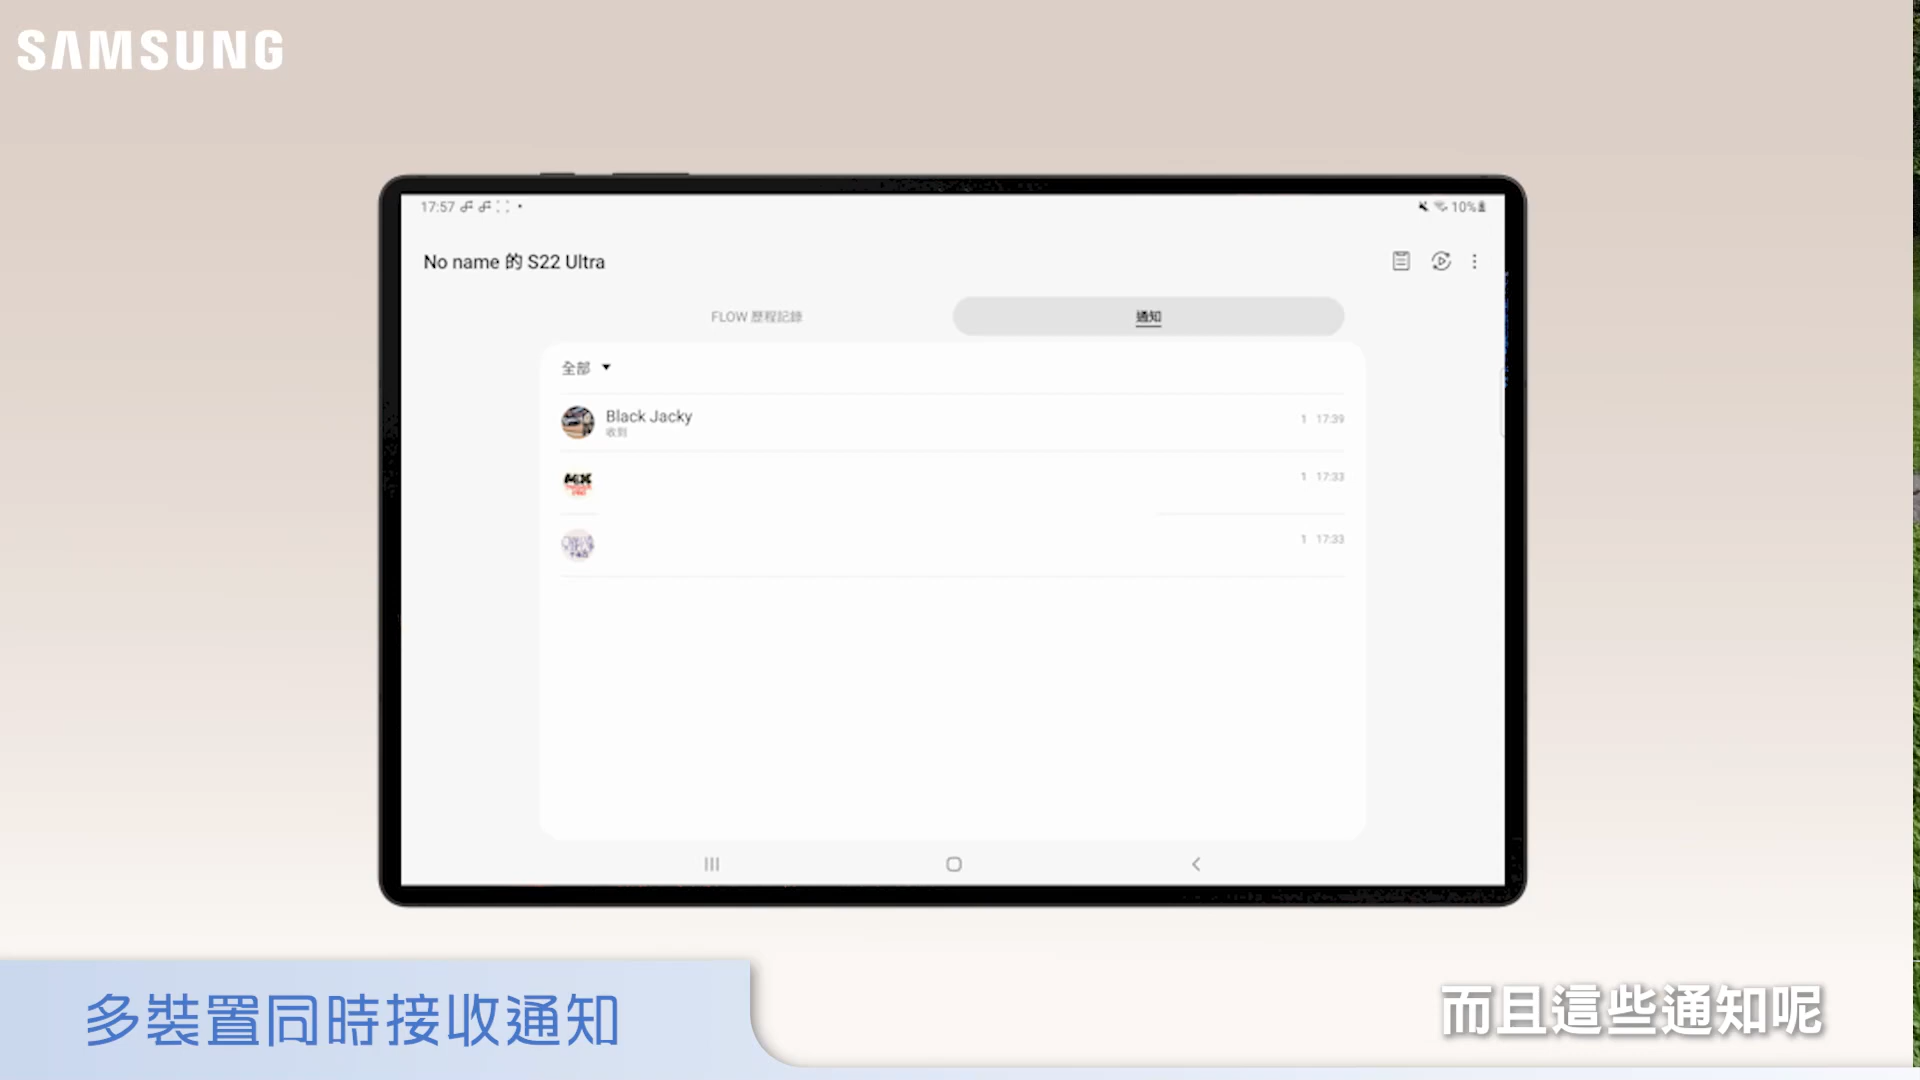 SAMSUNG
17:57
10%
No name 的 S22 Ultra
FLOW 歷程記錄
通知
全部
Black Jacky
收到
1 17:39
1 17:33
1 17:33
多裝置同時接收通知
而且這些通知呢